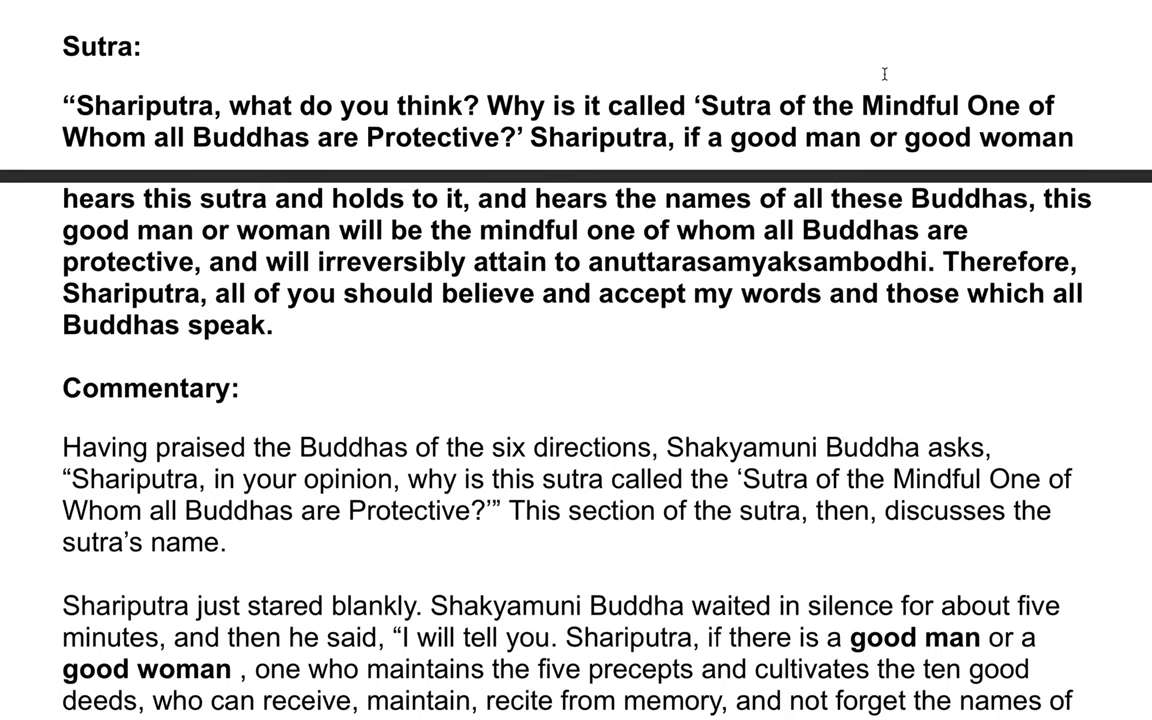 Sutra:
“Shariputra, what do you think? Why is it called ‘Sutra of the Mindful One of
Whom all Buddhas are Protective?’ Shariputra, if a good man or good woman
hears this sutra and holds to it, and hears the names of all these Buddhas, this
good man or woman will be the mindful one of whom all Buddhas are
protective, and will irreversibly attain to anuttarasamyaksambodhi. Therefore,
Shariputra, all of you should believe and accept my words and those which all
Buddhas speak.
Commentary:
Having praised the Buddhas of the six directions, Shakyamuni Buddha asks,
“Shariputra, in your opinion, why is this sutra called the ‘Sutra of the Mindful One of
Whom all Buddhas are Protective?’” This section of the sutra, then, discusses the
sutra’s name.
Shariputra just stared blankly. Shakyamuni Buddha waited in silence for about five
minutes, and then he said, “I will tell you. Shariputra, if there is a good man or a
good woman , one who maintains the five precepts and cultivates the ten good
deeds, who can receive, maintain, recite from memory, and not forget the names of